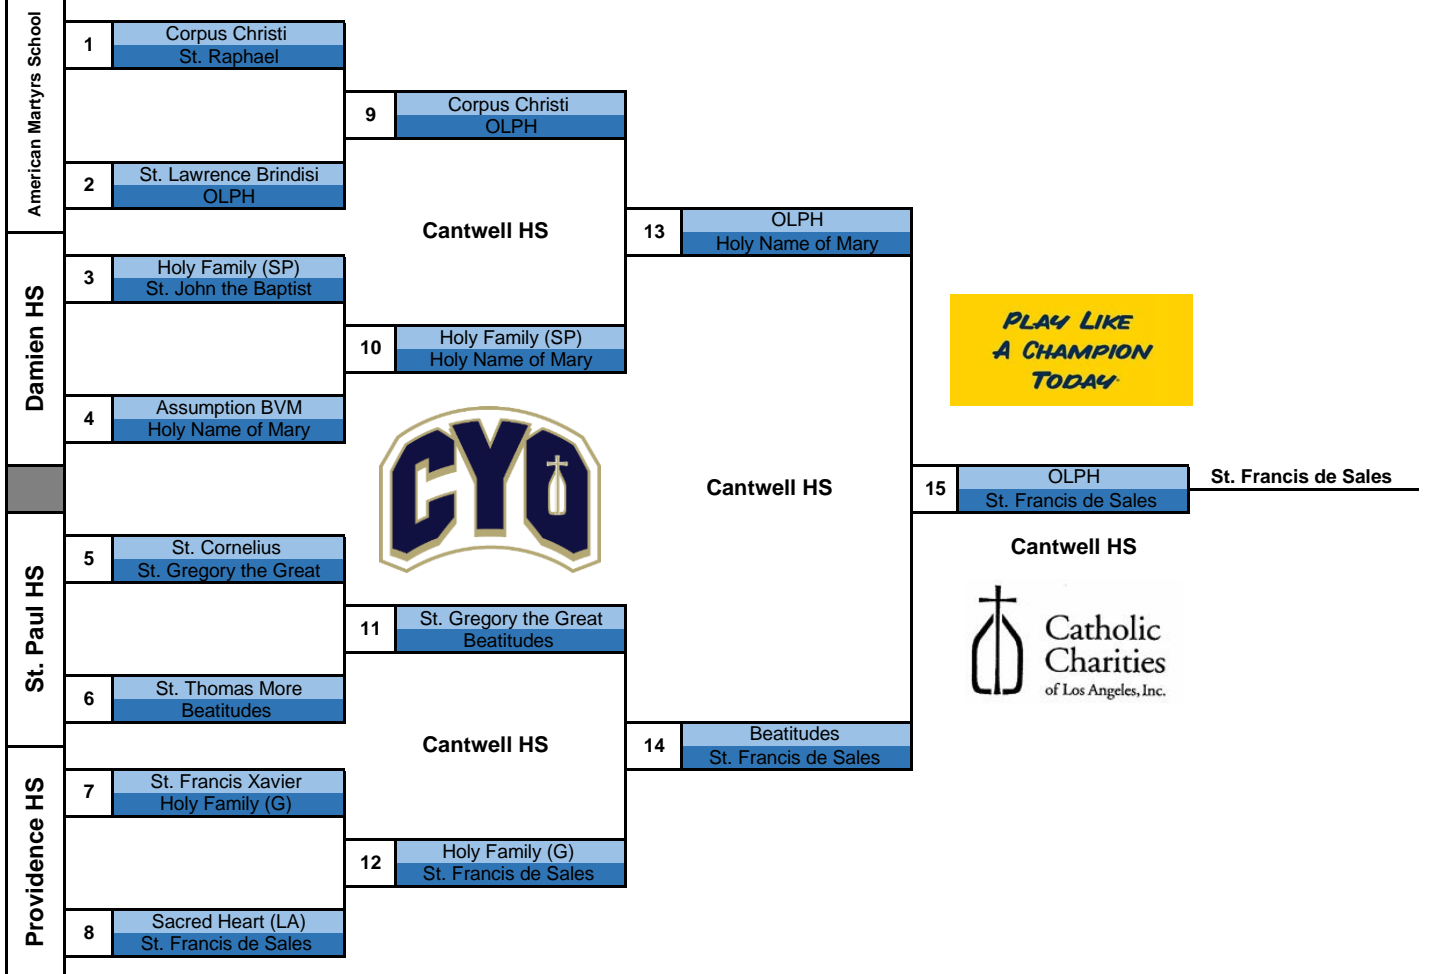 American Martyrs School
1
Corpus Christi
St. Raphael
2
St. Lawrence Brindisi
OLPH
Damien HS
3
Holy Family (SP)
St. John the Baptist
4
Assumption BVM
Holy Name of Mary
St. Paul HS
5
St. Cornelius
St. Gregory the Great
6
St. Thomas More
Beatitudes
Providence HS
7
St. Francis Xavier
Holy Family (G)
8
Sacred Heart (LA)
St. Francis de Sales
9
Corpus Christi
OLPH
Cantwell HS
10
Holy Family (SP)
Holy Name of Mary
CYO
11
St. Gregory the Great
Beatitudes
Cantwell HS
12
Holy Family (G)
St. Francis de Sales
13
OLPH
Holy Name of Mary
Cantwell HS
14
Beatitudes
St. Francis de Sales
PLAY LIKE
A CHAMPION
TODAY
15
OLPH
St. Francis de Sales
St. Francis de Sales
Cantwell HS
Catholic
Charities
of Los Angeles, Inc.